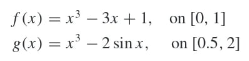 f(x) = x³ − 3x + 1, on [0, 1]
g(x) = x³ − 2 sin x, on [0.5, 2]